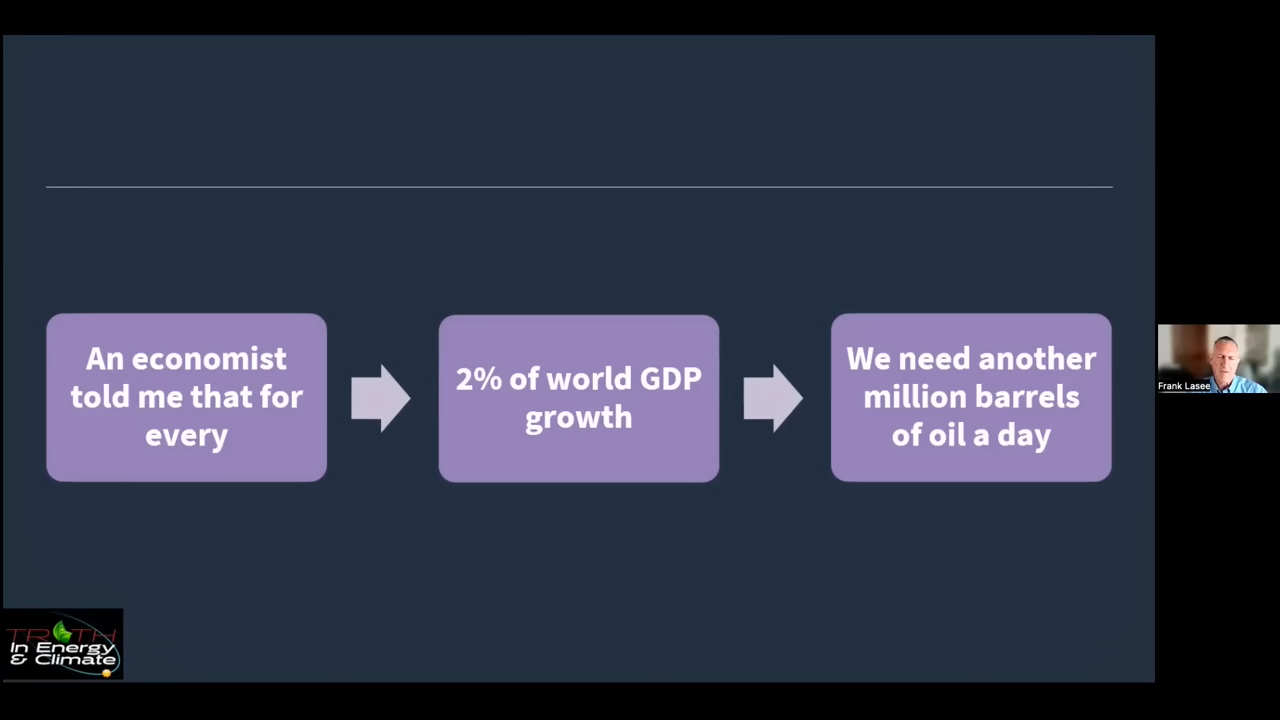 An economist
told me that for
every
2% of world GDP
growth
We need another
million barrels
of oil a day
Frank Lasee
TRUTH
In Energy
& Climate